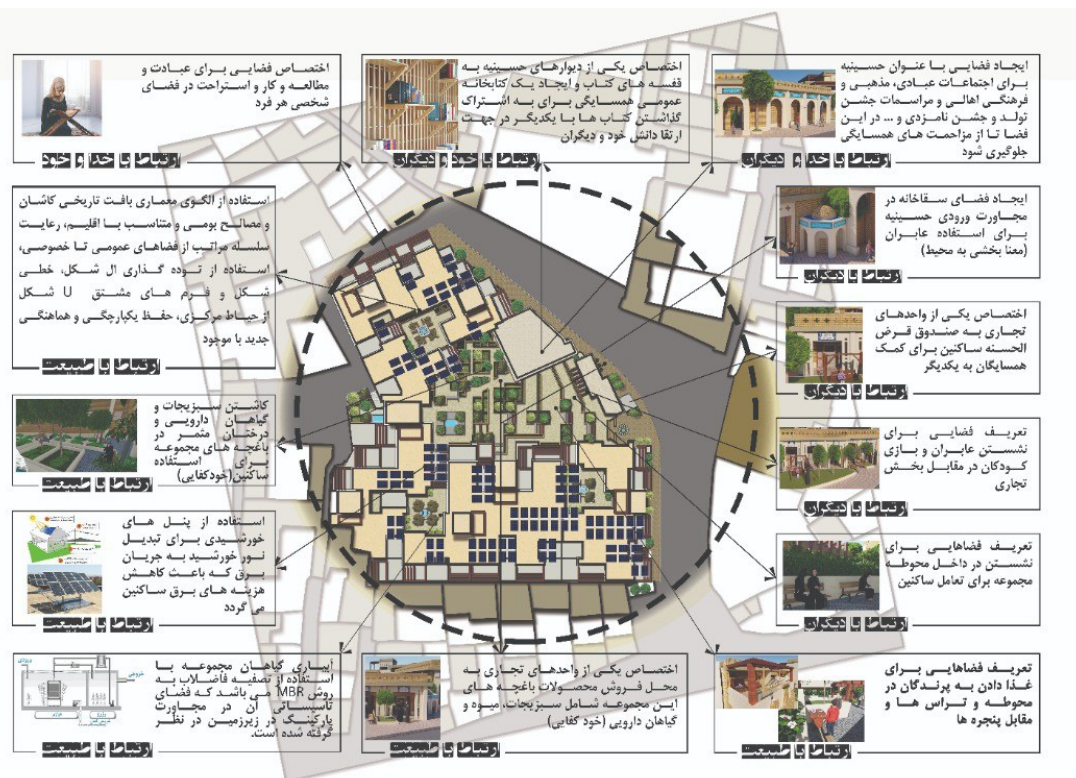 ایجاد فضایی با عنوان حسینیه
برای اجتماعات عبادی، مذهبی و
فرهنگی اهالی و مراسمات جشن
تولد و جشن نامزدی و ... در این
فضا تا از مزاحمت های همسایگی
جلوگیری شود
ارتباط با خدا و دیگران
اختصاص یکی از دیوارهای حسینیه به
قفسه های کتاب و ایجاد یک کتابخانه
عمومی همسایگی برای به اشتراک
گذاشتن کتاب ها با یکدیگر در جهت
ارتقا دانش خود و دیگران
ارتباط با خود و دیگران
اختصاص فضایی برای عبادت و
مطالعه و کار و استراحت در فضای
شخصی هر فرد
ارتباط با خدا و خود
ایجاد فضای سقاخانه در
مجاورت ورودی حسینیه
برای استفاده عابران
(معنا بخشی به محیط)
ارتباط با دیگران
استفاده از الگوی معماری بافت تاریخی کاشان
و مصالح بومی و متناسب با اقلیم، رعایت
سلسله مراتب از فضاهای عمومی تا خصوصی،
استفاده از توده گذاری ال شکل، خطی
شکل و فرم های مشتق U شکل
از حیاط مرکزی، حفظ یکپارچگی و هماهنگی
جدید با موجود
ارتباط با طبیعت
اختصاص یکی از واحدهای
تجاری به صندوق قرض
الحسنه ساکنین برای کمک
همسایگان به یکدیگر
ارتباط با دیگران
کاشتن سبزیجات و
گیاهان دارویی و
درختان مثمر در
باغچه های مجموعه
برای استفاده
ساکنین(خودکفایی)
ارتباط با طبیعت
تعریف فضایی برای
نشستن عابران و بازی
کودکان در مقابل بخش
تجاری
ارتباط با دیگران
استفاده از پنل های
خورشیدی برای تبدیل
نور خورشید به جریان
برق که باعث کاهش
هزینه های برق ساکنین
می گردد
ارتباط با طبیعت
تعریف فضاهایی برای
نشستن در داخل محوطه
مجموعه برای تعامل ساکنین
ارتباط با دیگران
آبیاری گیاهان مجموعه با
استفاده از تصفیه فاضلاب به
روش MBR می باشد که فضای
تاسیساتی آن در مجاورت
پارکینگ در زیرزمین در نظر
گرفته شده است.
ارتباط با طبیعت
اختصاص یکی از واحدهای تجاری به
محل فروش محصولات باغچه های
این مجموعه شامل سبزیجات، میوه و
گیاهان دارویی (خود کفایی)
ارتباط با طبیعت
تعریف فضاهایی برای
غذا دادن به پرندگان در
محوطه و تراس ها و
مقابل پنجره ها
ارتباط با طبیعت